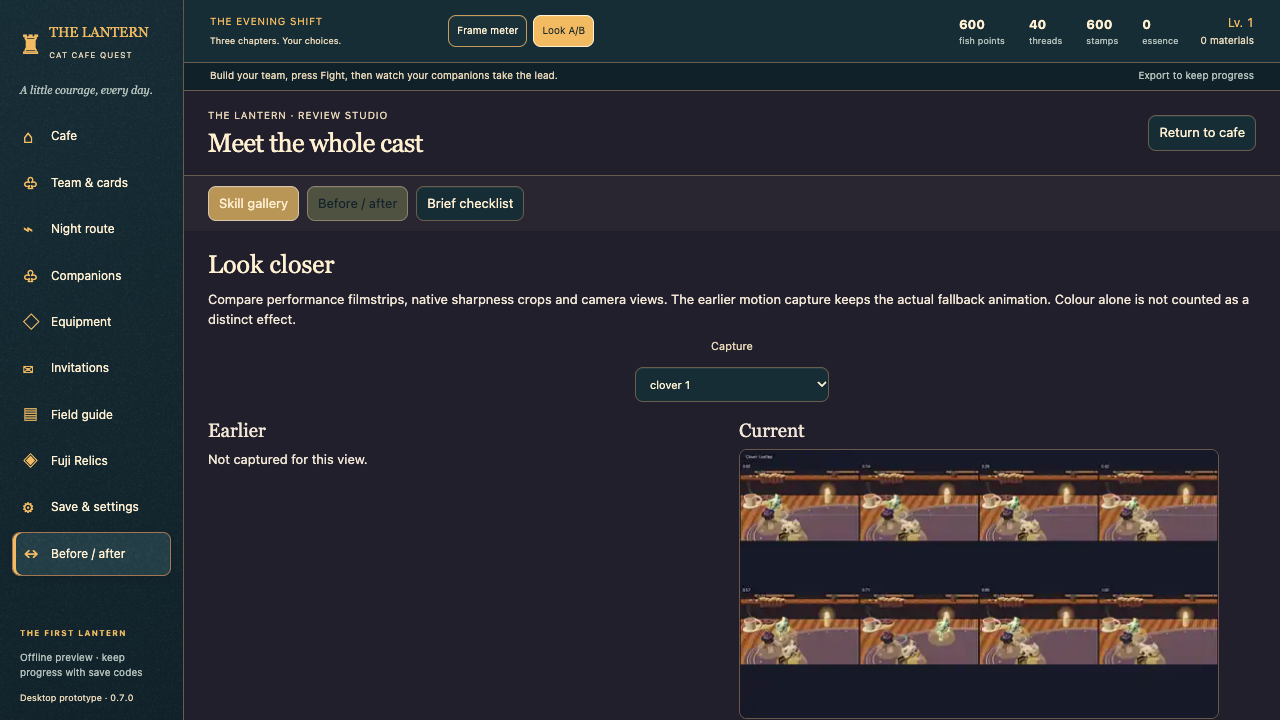 THE LANTERN
CAT CAFE QUEST
A little courage, every day.
Cafe
Team & cards
Night route
Companions
Equipment
Invitations
Field guide
Fuji Relics
Save & settings
Before / after
THE FIRST LANTERN
Offline preview · keep
progress with save codes
Desktop prototype · 0.7.0
THE EVENING SHIFT
Three chapters. Your choices.
Frame meter
Look A/B
600
fish points
40
threads
600
stamps
0
essence
Lv. 1
0 materials
Build your team, press Fight, then watch your companions take the lead.
Export to keep progress
THE LANTERN · REVIEW STUDIO
Meet the whole cast
Return to cafe
Skill gallery
Before / after
Brief checklist
Look closer
Compare performance filmstrips, native sharpness crops and camera views. The earlier motion capture keeps the actual fallback animation. Colour alone is not counted as a
distinct effect.
Capture
clover 1
Earlier
Not captured for this view.
Current